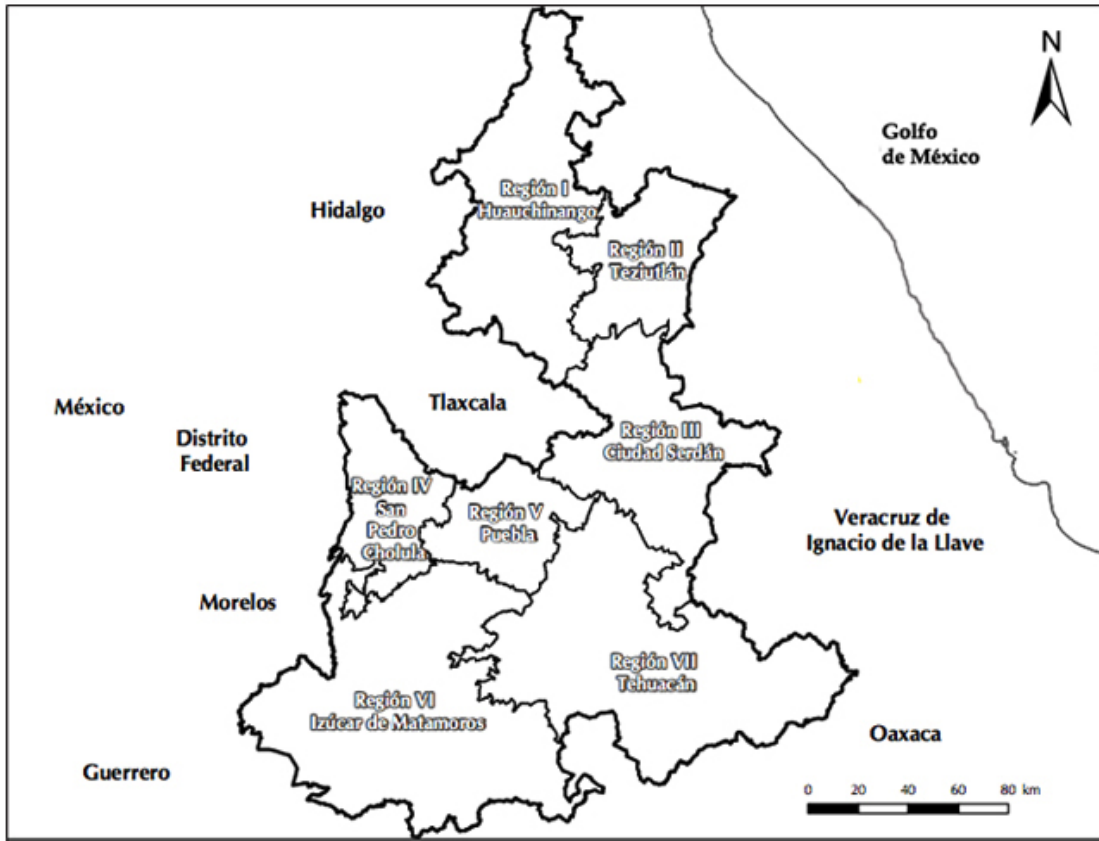 N
Golfo
de México
Región I
Huauchinango
Hidalgo
Región II
Teziutlán
Tlaxcala
México
Distrito
Federal
Región III
Ciudad Serdán
Región IV
San
Pedro
Cholula
Región V
Puebla
Veracruz de
Ignacio de la Llave
Morelos
Región VII
Tehuacán
Región VI
Izúcar de Matamoros
Oaxaca
Guerrero
0 20 40 60 80 km